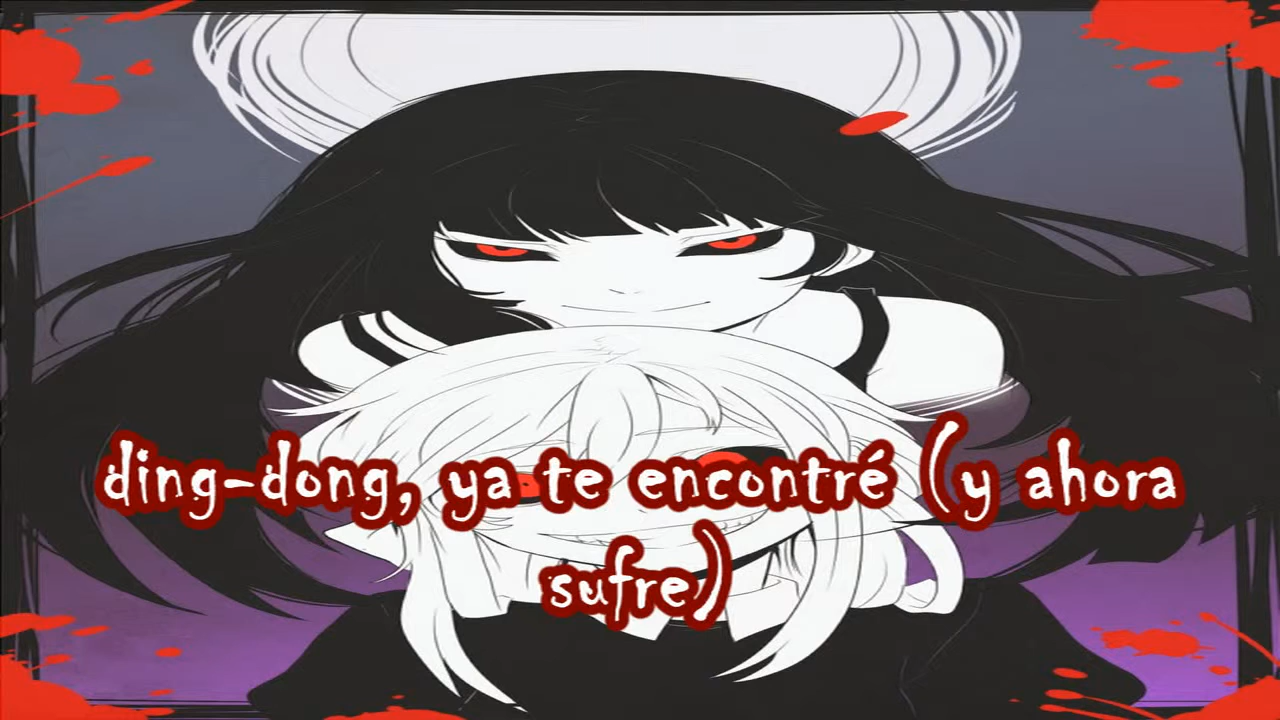 ding-dong, ya te encontré (y ahora
sufre)